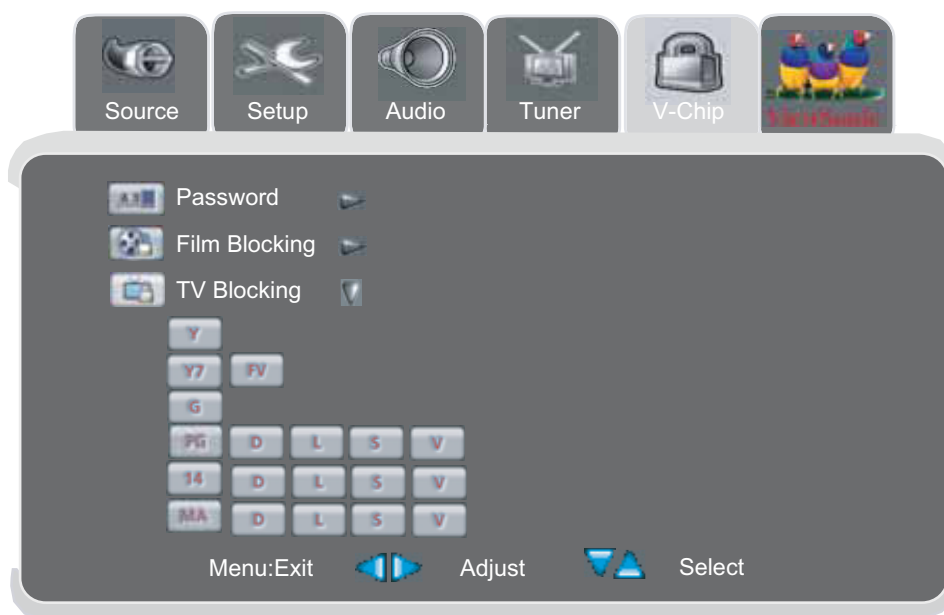 Source Setup Audio Tuner V-Chip ViewSonic
Password
Film Blocking
TV Blocking
Y
Y7 FV
G
PG D L S V
14 D L S V
MA D L S V
Menu:Exit Adjust Select